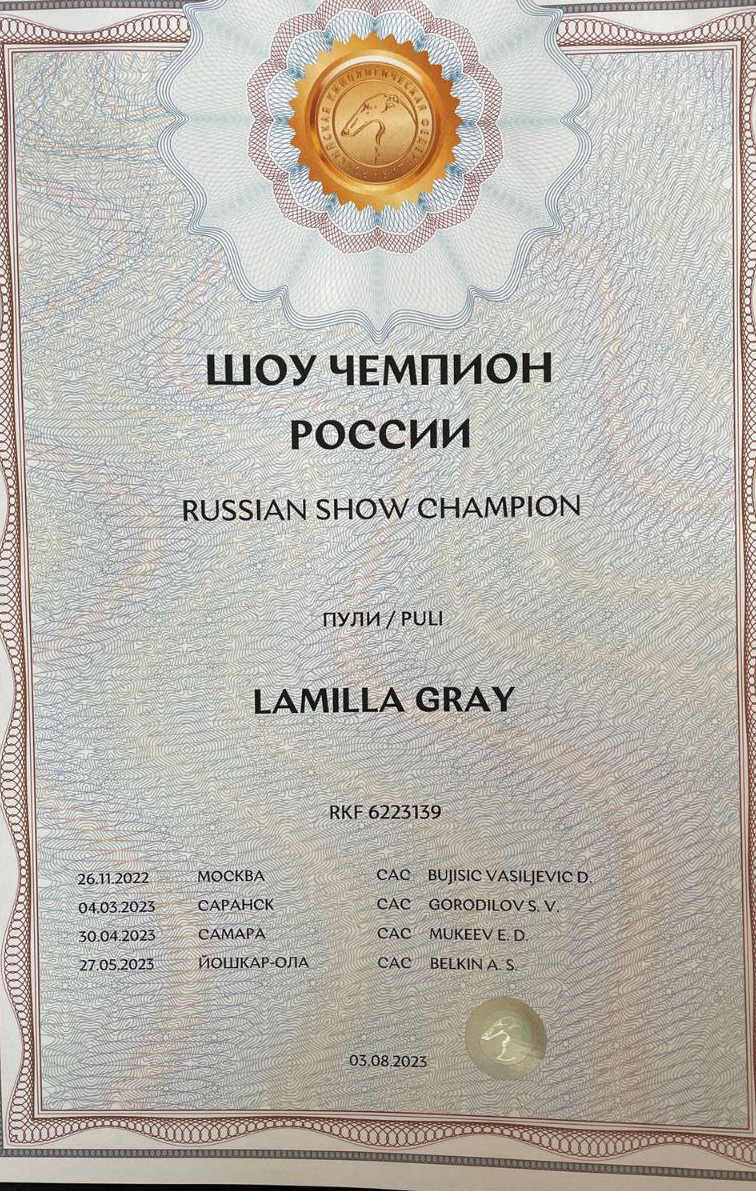 КИНОЛОГИЧЕСКАЯ
ШОУ ЧЕМПИОН
РОССИИ
RUSSIAN SHOW CHAMPION
ПУЛИ / PULI
LAMILLA GRAY
RKF 6223139
26.11.2022 МОСКВА CAC BUJISIC VASILJEVIC D.
04.03.2023 САРАНСК CAC GORODILOV S. V.
30.04.2023 САМАРА CAC MUKEEV E. D.
27.05.2023 ЙОШКАР-ОЛА CAC BELKIN A. S.
03.08.2023